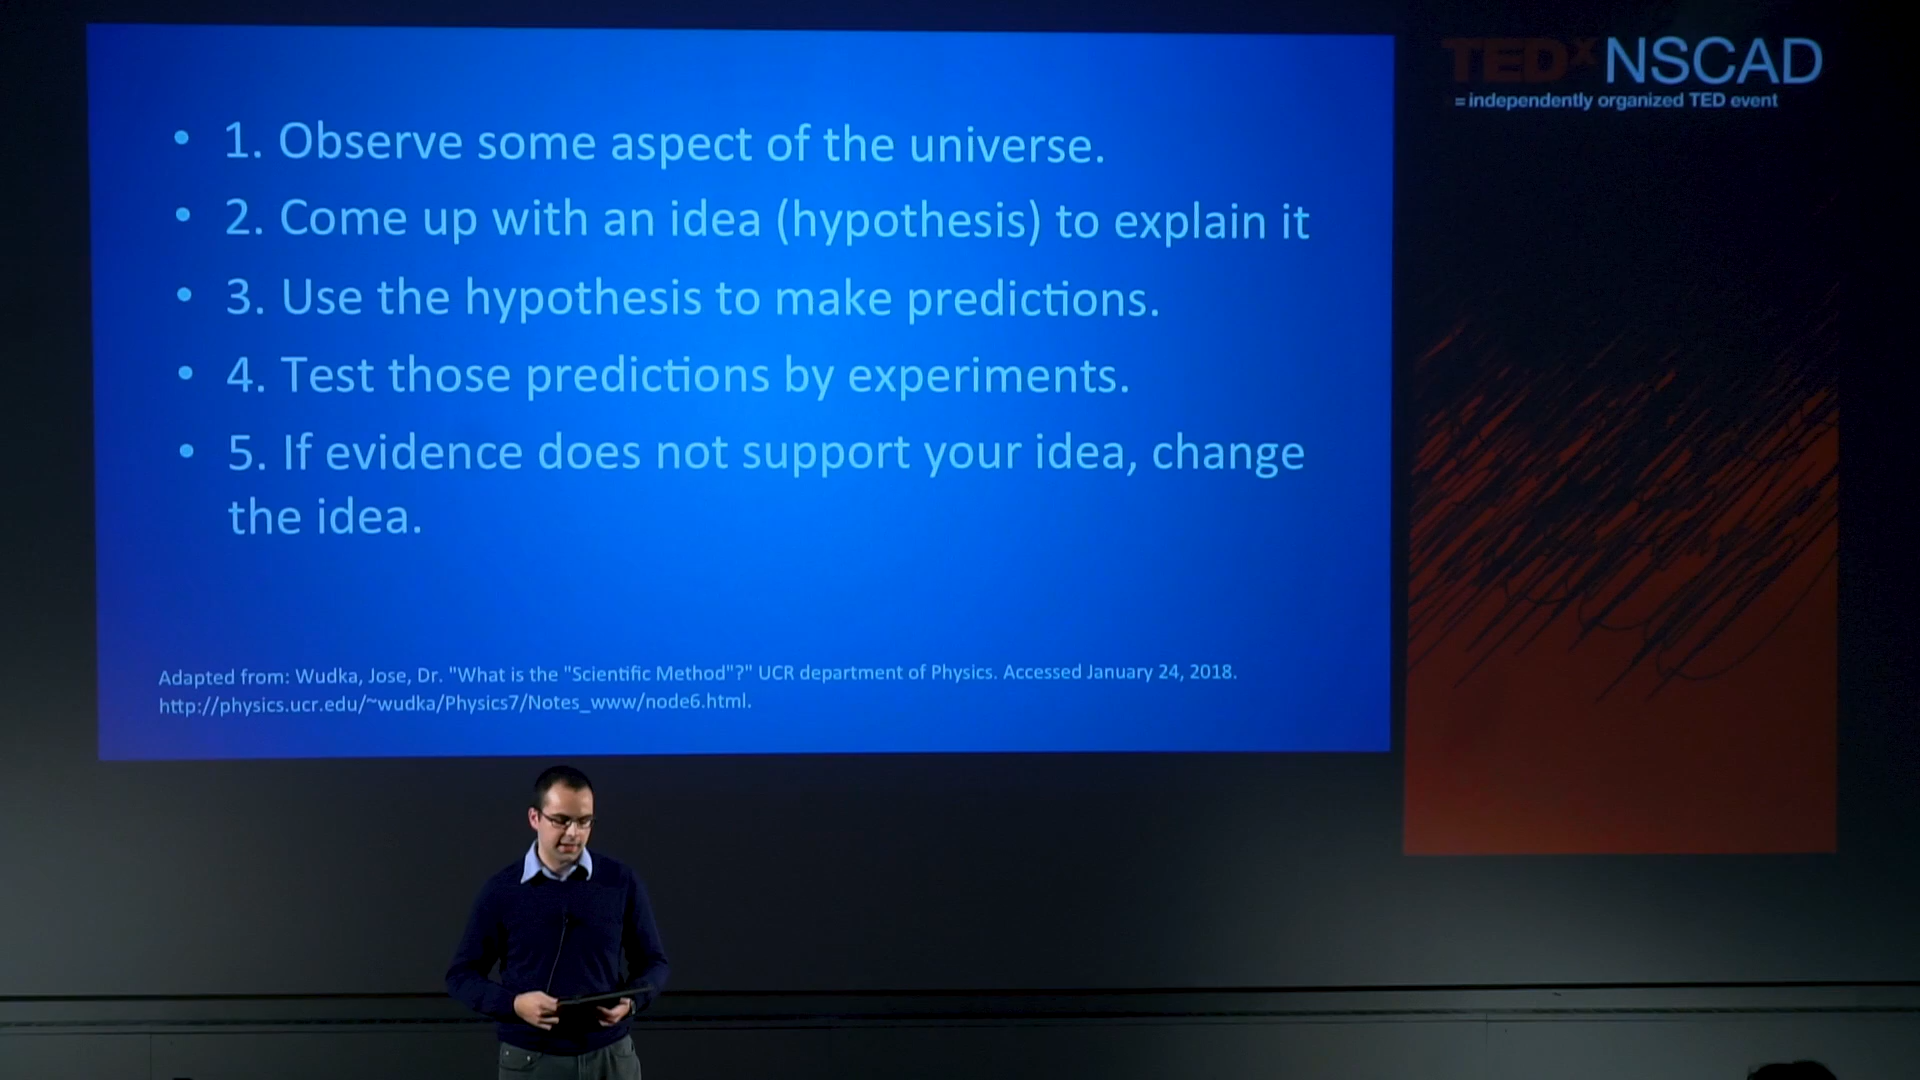 • 1. Observe some aspect of the universe.
• 2. Come up with an idea (hypothesis) to explain it
• 3. Use the hypothesis to make predictions.
• 4. Test those predictions by experiments.
• 5. If evidence does not support your idea, change
the idea.
Adapted from: Wudka, Jose, Dr. "What is the "Scientific Method"?" UCR department of Physics. Accessed January 24, 2018.
http://physics.ucr.edu/~wudka/Physics7/Notes_www/node6.html.
TEDxNSCAD
=independently organized TED event